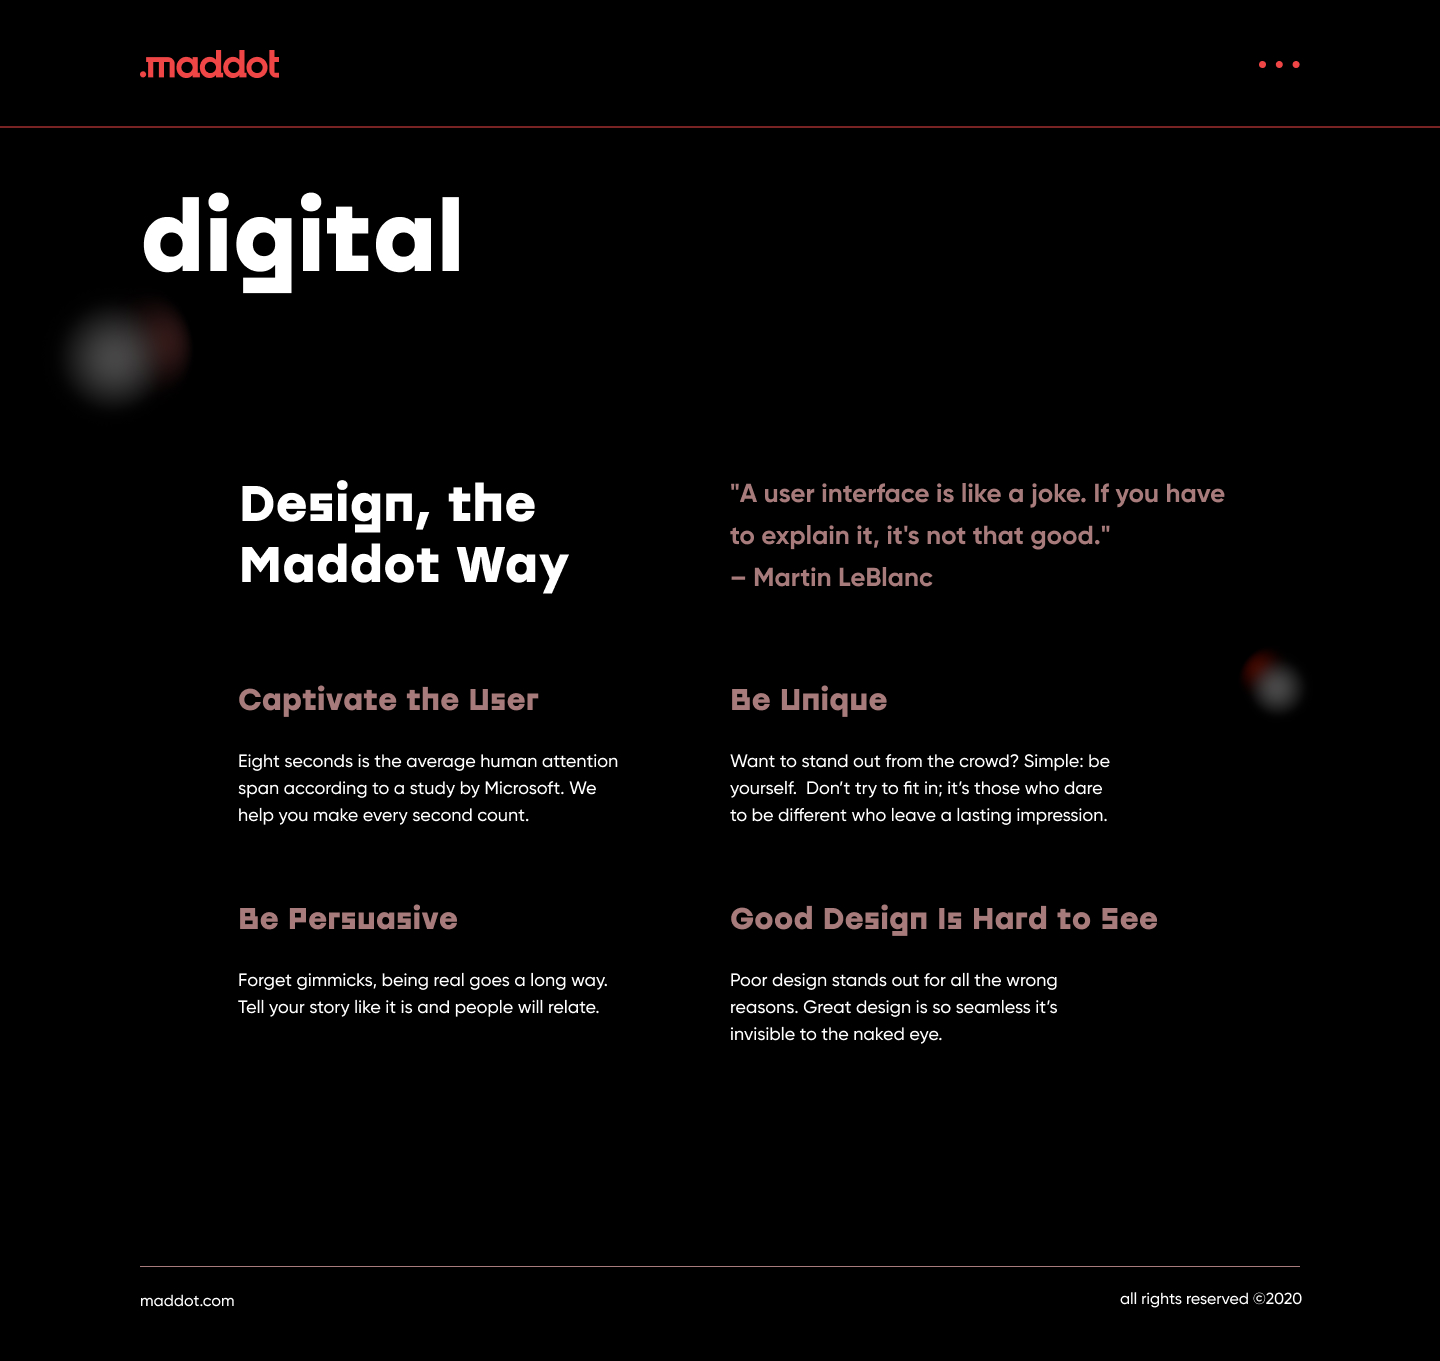 .maddot
digital
Design, the
Maddot Way
"A user interface is like a joke. If you have
to explain it, it's not that good."
– Martin LeBlanc
Captivate the User
Eight seconds is the average human attention
span according to a study by Microsoft. We
help you make every second count.
Be Unique
Want to stand out from the crowd? Simple: be
yourself.  Don’t try to fit in; it’s those who dare
to be different who leave a lasting impression.
Be Persuasive
Forget gimmicks, being real goes a long way.
Tell your story like it is and people will relate.
Good Design Is Hard to See
Poor design stands out for all the wrong
reasons. Great design is so seamless it’s
invisible to the naked eye.
maddot.com
all rights reserved ©2020